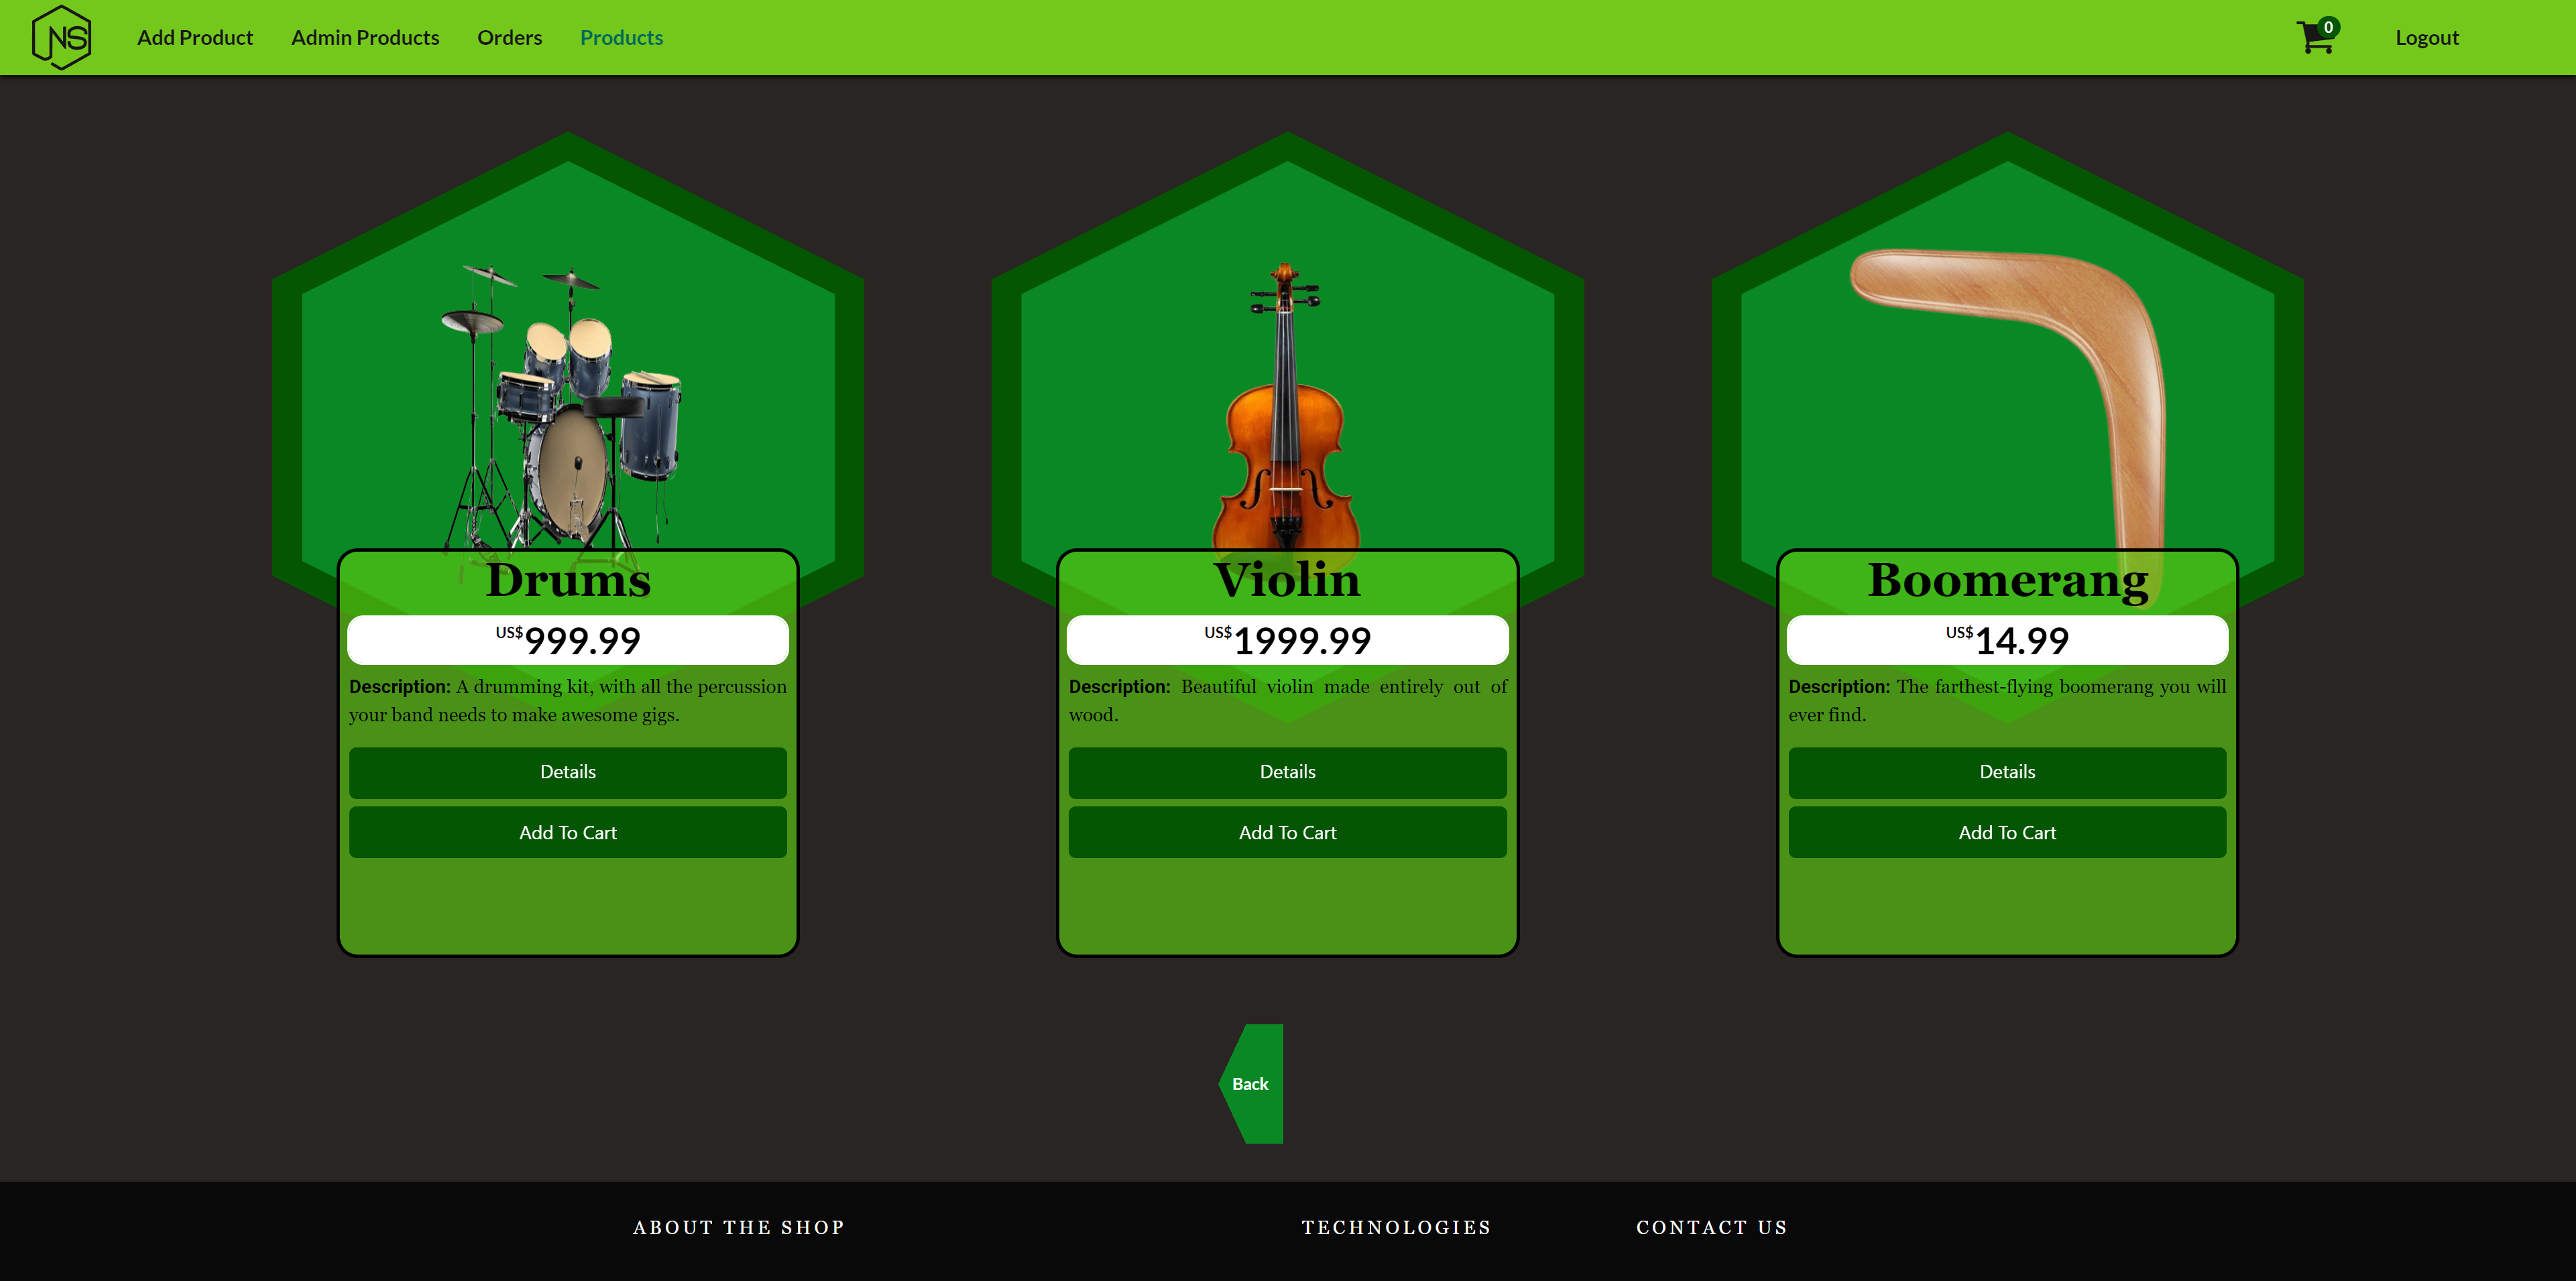 NS
Add Product
Admin Products
Orders
Products
0
Logout
Drums
US$999.99
Description: A drumming kit, with all the percussion
your band needs to make awesome gigs.
Details
Add To Cart
Violin
US$1999.99
Description: Beautiful violin made entirely out of
wood.
Details
Add To Cart
Boomerang
US$14.99
Description: The farthest-flying boomerang you will
ever find.
Details
Add To Cart
Back
ABOUT THE SHOP
TECHNOLOGIES
CONTACT US